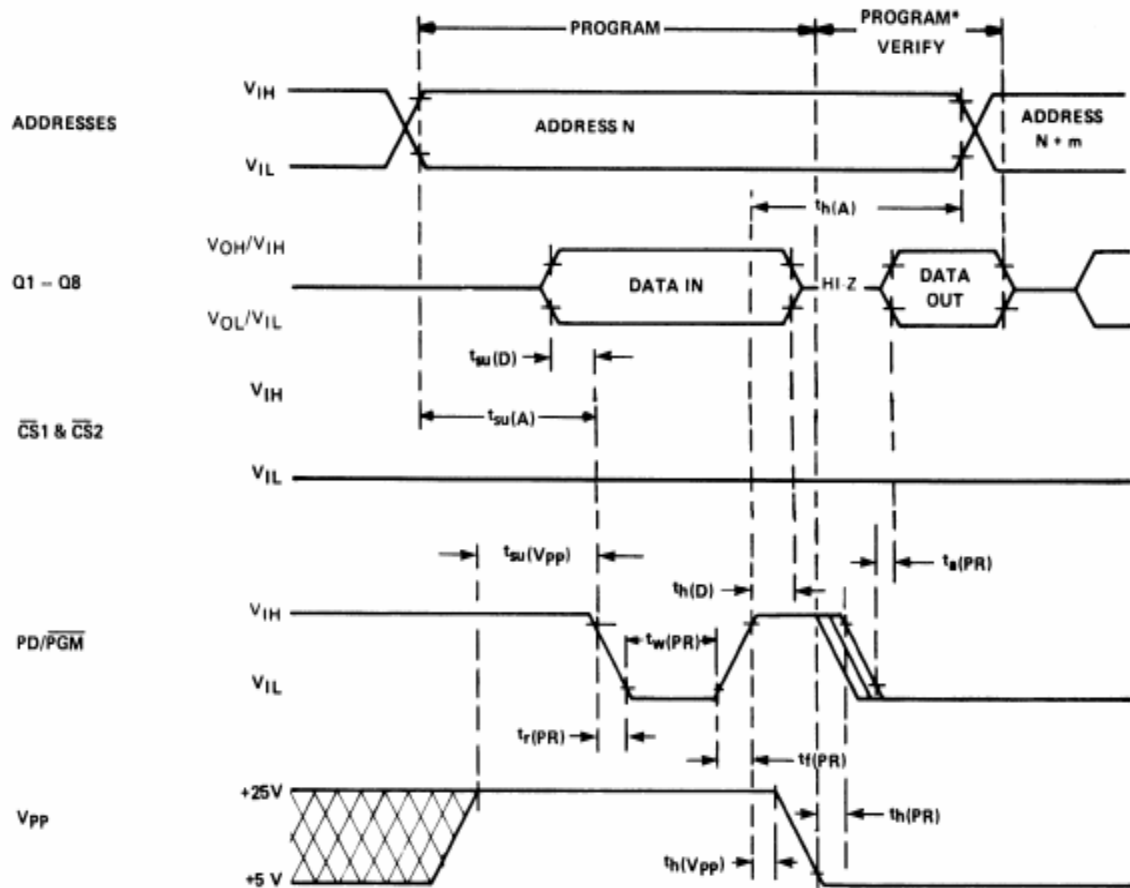 PROGRAM
PROGRAM*
VERIFY
ADDRESSES
VIH
VIL
ADDRESS N
ADDRESS
N + m
th(A)
Q1 – Q8
VOH/VIH
VOL/VIL
DATA IN
HI-Z
DATA
OUT
tsu(D)
CS1 & CS2
VIH
VIL
tsu(A)
tsu(VPP)
th(D)
ta(PR)
PD/PGM
VIH
VIL
tw(PR)
tr(PR)
tf(PR)
VPP
+25V
+5 V
th(PR)
th(VPP)